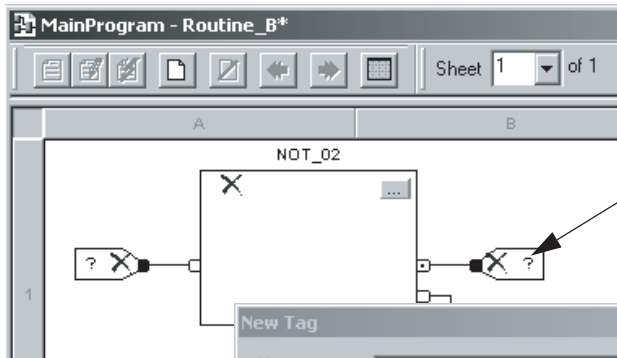 MainProgram - Routine_B*
Sheet 1 of 1
A B
NOT_02
...
? ?
1
New Tag